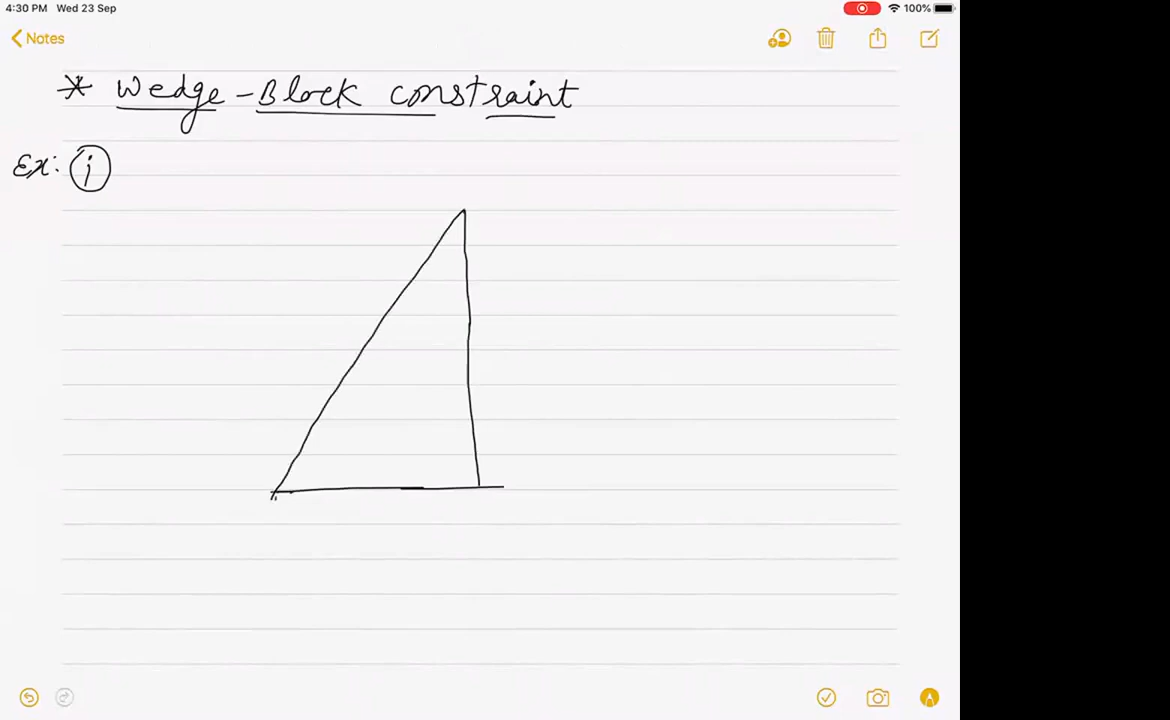 4:30 PM Wed 23 Sep 100%
Notes
* Wedge - Block constraint
Ex: i